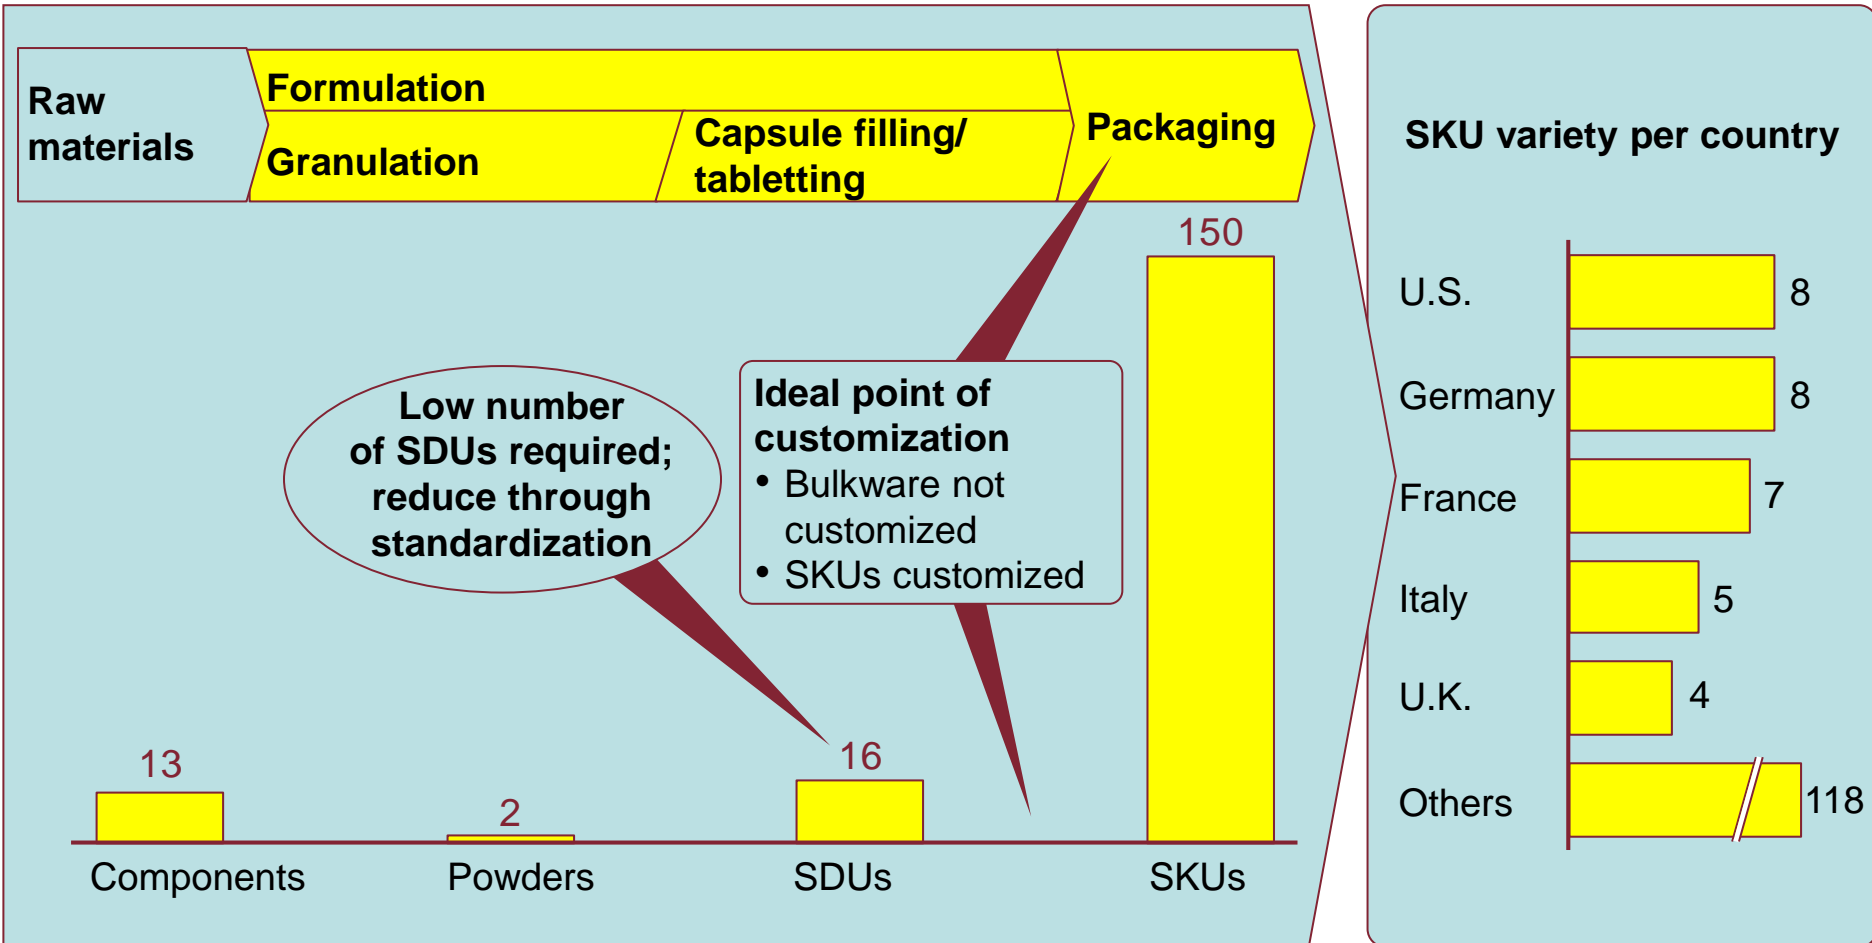 Raw
materials
Formulation
Granulation
Capsule filling/
tabletting
Packaging
150
Low number
of SDUs required;
reduce through
standardization
Ideal point of
customization
• Bulkware not
customized
• SKUs customized
13
2
16
Components
Powders
SDUs
SKUs
SKU variety per country
U.S.
8
Germany
8
France
7
Italy
5
U.K.
4
Others
118